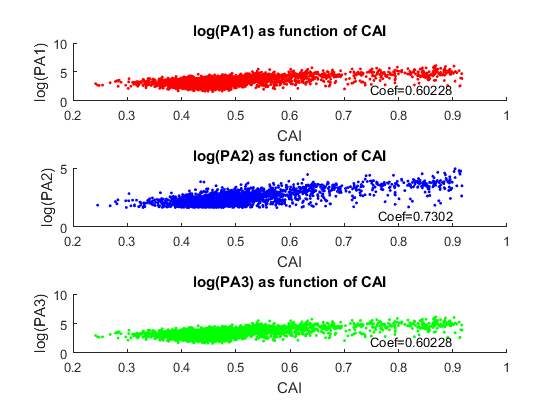 log(PA1) as function of CAI
10
5
0
log(PA1)
Coef=0.60228
0.2 0.3 0.4 0.5 0.6 0.7 0.8 0.9 1
CAI
log(PA2) as function of CAI
5
0
log(PA2)
Coef=0.7302
0.2 0.3 0.4 0.5 0.6 0.7 0.8 0.9 1
CAI
log(PA3) as function of CAI
10
5
0
log(PA3)
Coef=0.60228
0.2 0.3 0.4 0.5 0.6 0.7 0.8 0.9 1
CAI